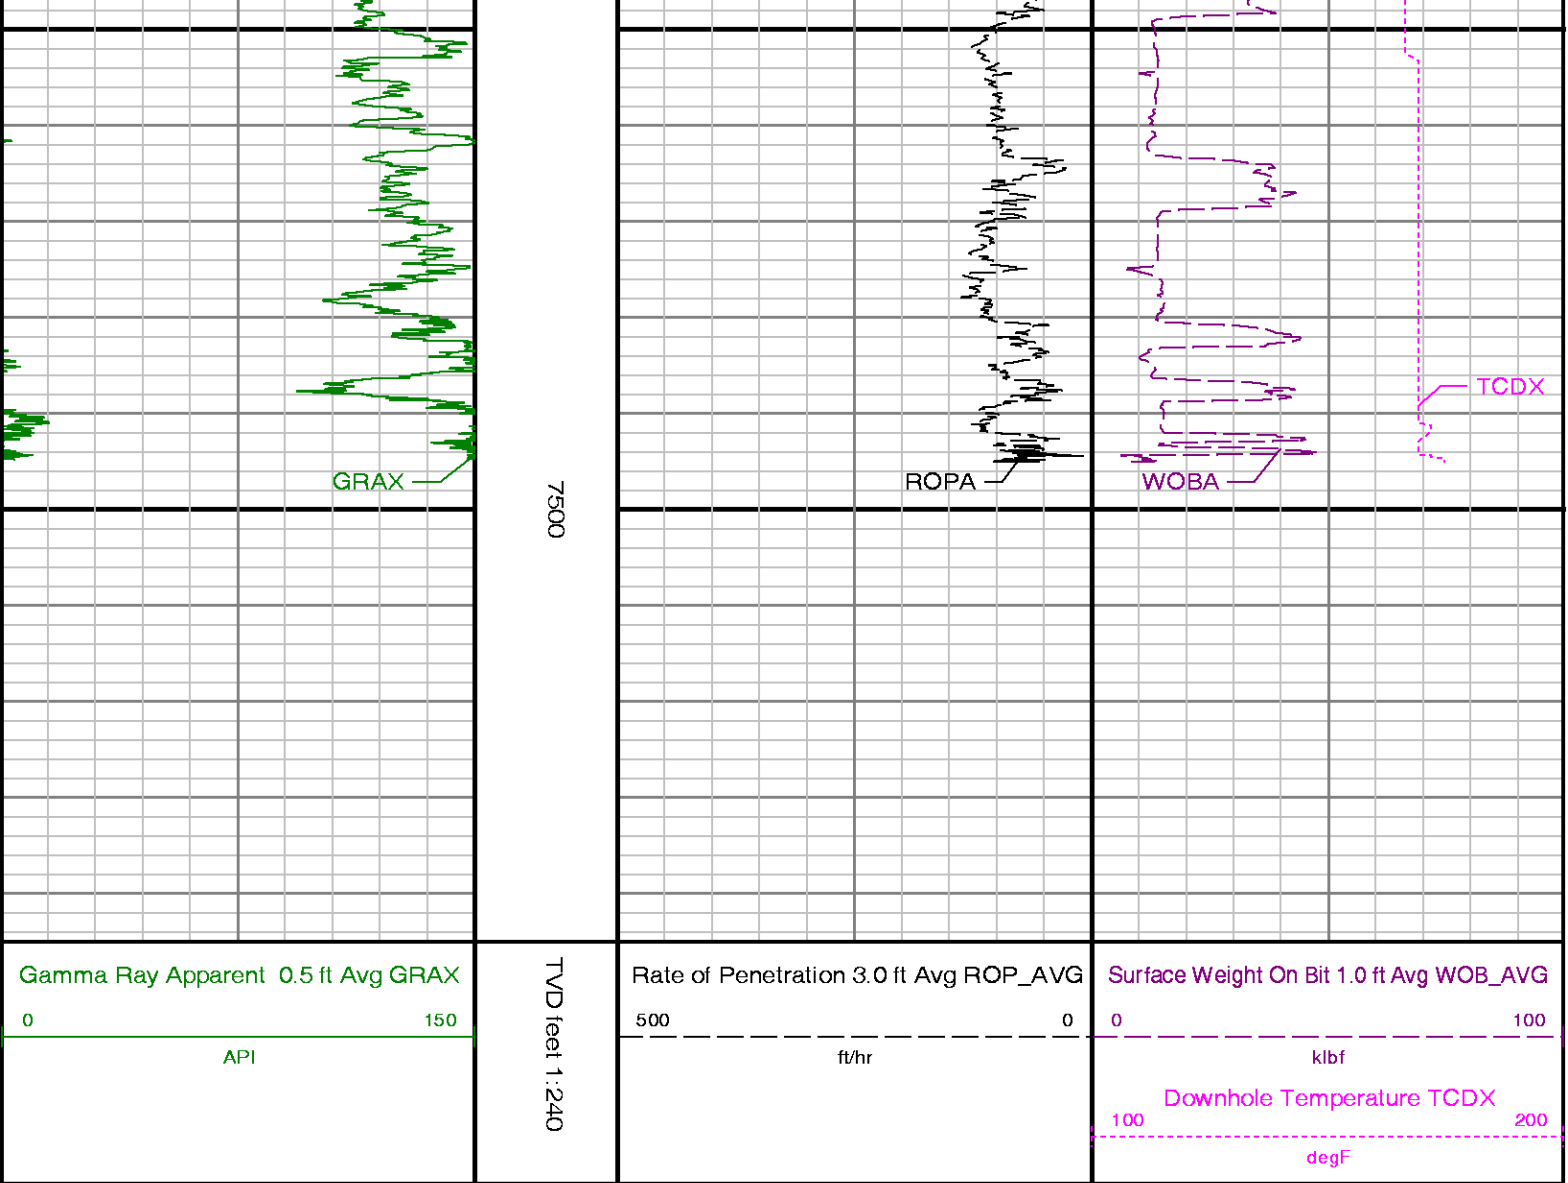 TCDX
GRAX
ROPA
WOBA
7500
Gamma Ray Apparent 0.5 ft Avg GRAX
0 150
API
TVD feet 1:240
Rate of Penetration 3.0 ft Avg ROP_AVG
500 0
ft/hr
Surface Weight On Bit 1.0 ft Avg WOB_AVG
0 100
klbf
Downhole Temperature TCDX
100 200
degF